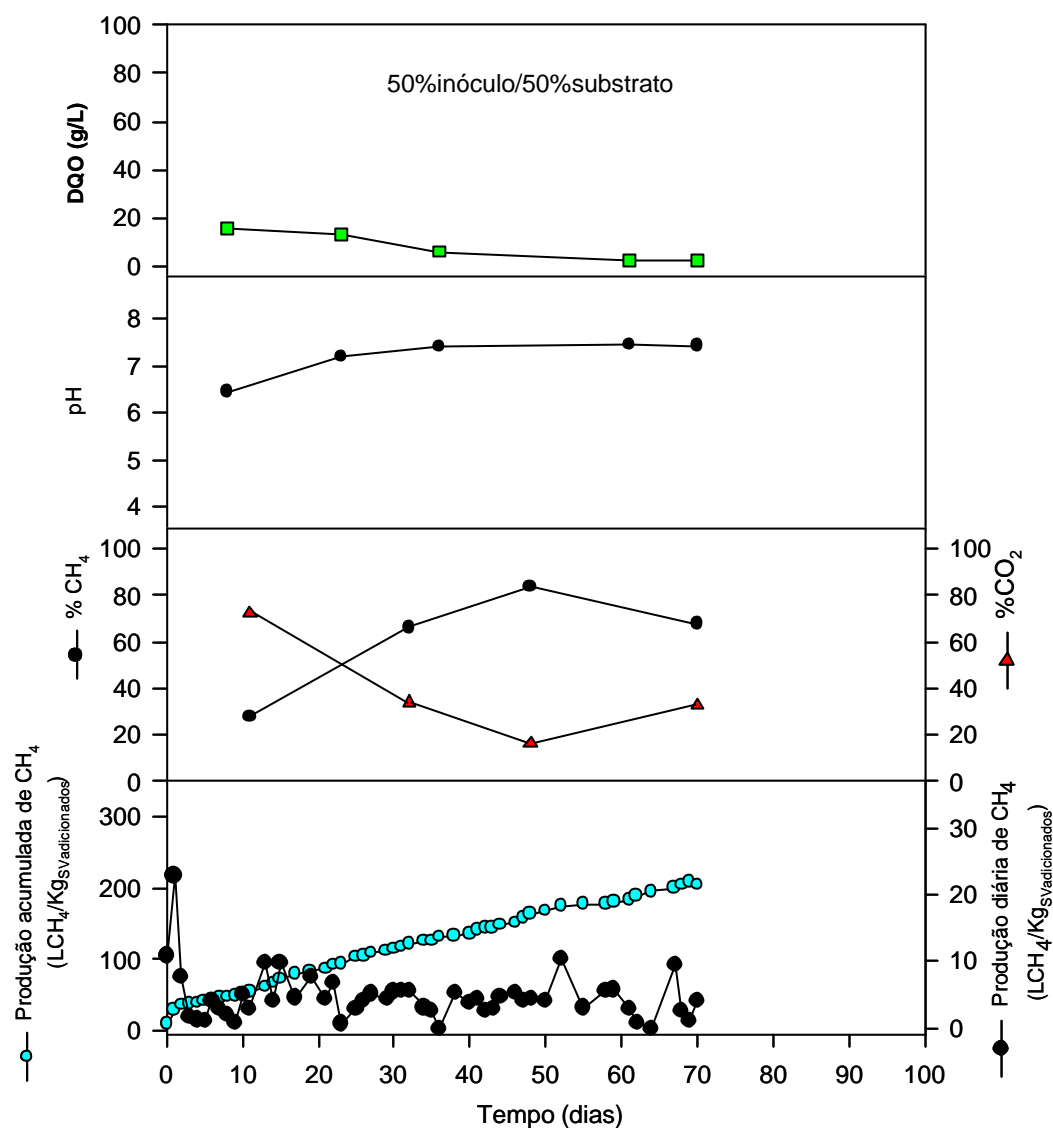 100
80
60
40
20
0
DQO (g/L)
50%inóculo/50%substrato
8
7
6
5
4
pH
100
80
60
40
20
0
% CH4
100
80
60
40
20
0
%CO2
300
200
100
0
Produção acumulada de CH4
(LCH4/KgSVadicionados)
30
20
10
0
Produção diária de CH4
(LCH4/KgSVadicionados)
0 10 20 30 40 50 60 70 80 90 100
Tempo (dias)